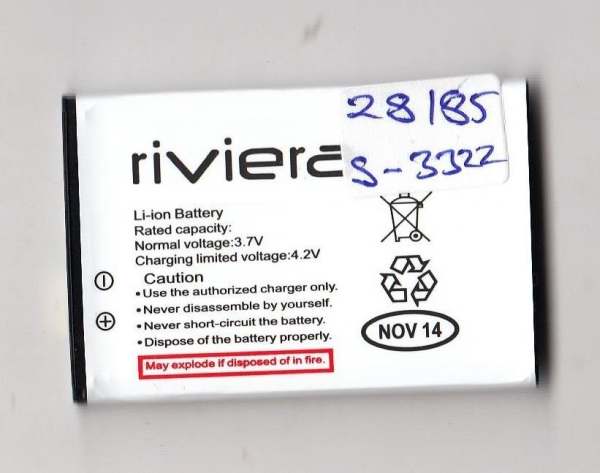 28185
S-3322
riviera
Li-ion Battery
Rated capacity:
Normal voltage:3.7V
Charging limited voltage:4.2V
Caution
•Use the authorized charger only.
•Never disassemble by yourself.
•Never short-circuit the battery.
•Dispose of the battery properly.
May explode if disposed of in fire.
NOV 14